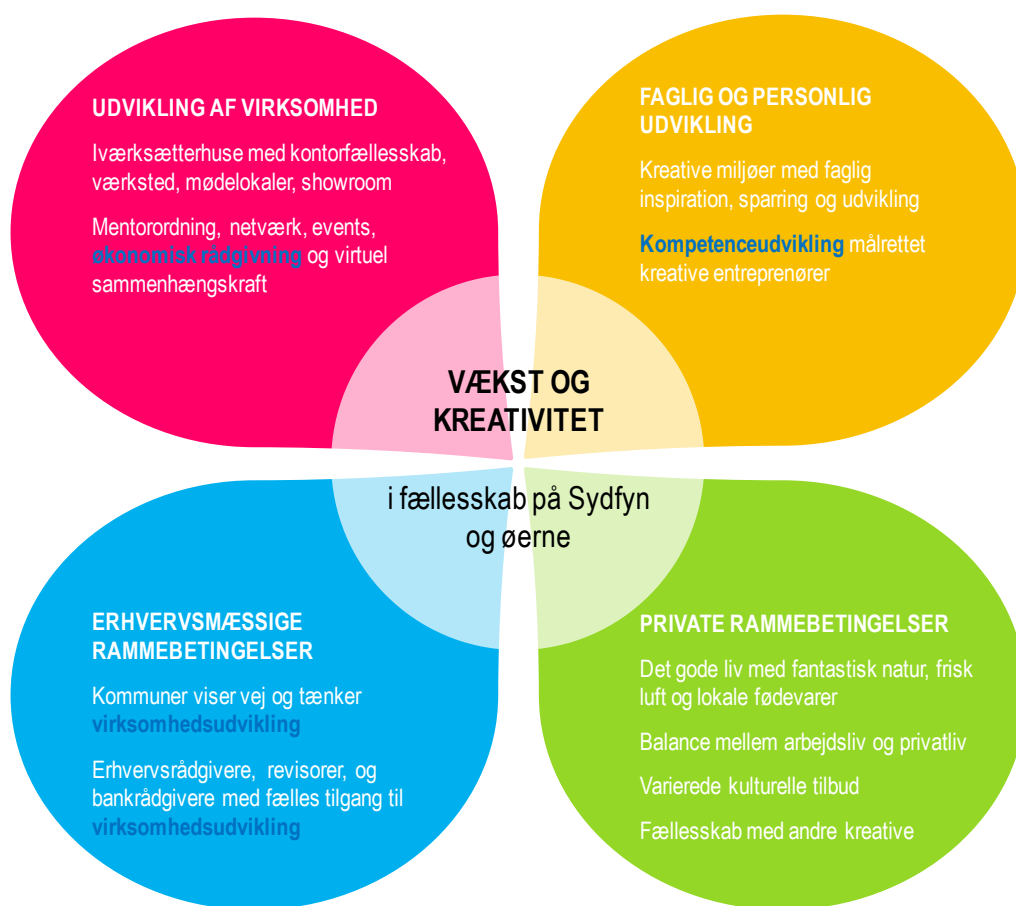 UDVIKLING AF VIRKSOMHED
Iværksætterhuse med kontorfællesskab,
værksted, mødelokaler, showroom
Mentorordning, netværk, events,
økonomisk rådgivning og virtuel
sammenhængskraft
FAGLIG OG PERSONLIG
UDVIKLING
Kreative miljøer med faglig
inspiration, sparring og udvikling
Kompetenceudvikling målrettet
kreative entreprenører
VÆKST OG
KREATIVITET
i fællesskab på Sydfyn
og øerne
ERHVERVSMÆSSIGE
RAMMEBETINGELSER
Kommuner viser vej og tænker
virksomhedsudvikling
Erhvervsrådgivere, revisorer, og
bankrådgivere med fælles tilgang til
virksomhedsudvikling
PRIVATE RAMMEBETINGELSER
Det gode liv med fantastisk natur, frisk
luft og lokale fødevarer
Balance mellem arbejdsliv og privatliv
Varierede kulturelle tilbud
Fællesskab med andre kreative